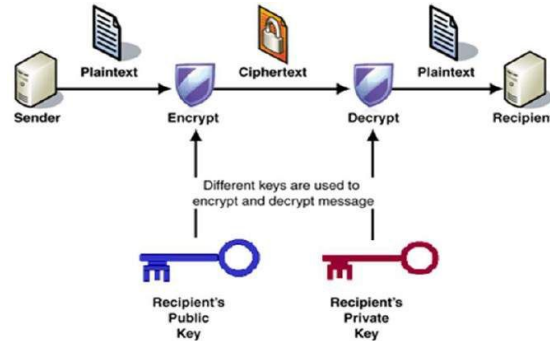 Plaintext
Ciphertext
Plaintext
Sender
Encrypt
Decrypt
Recipient
Different keys are used to
encrypt and decrypt message
Recipient's
Public
Key
Recipient's
Private
Key